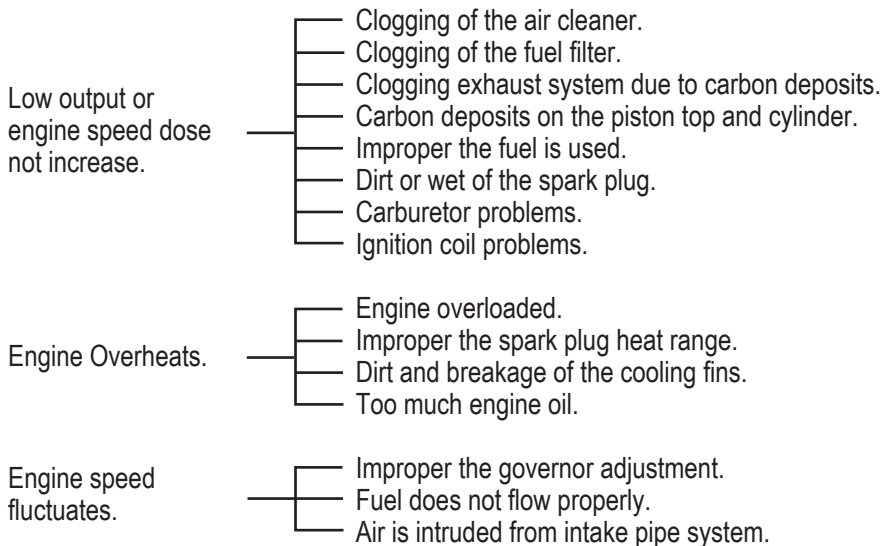 Low output or
engine speed dose
not increase.
Clogging of the air cleaner.
Clogging of the fuel filter.
Clogging exhaust system due to carbon deposits.
Carbon deposits on the piston top and cylinder.
Improper the fuel is used.
Dirt or wet of the spark plug.
Carburetor problems.
Ignition coil problems.
Engine Overheats.
Engine overloaded.
Improper the spark plug heat range.
Dirt and breakage of the cooling fins.
Too much engine oil.
Engine speed
fluctuates.
Improper the governor adjustment.
Fuel does not flow properly.
Air is intruded from intake pipe system.